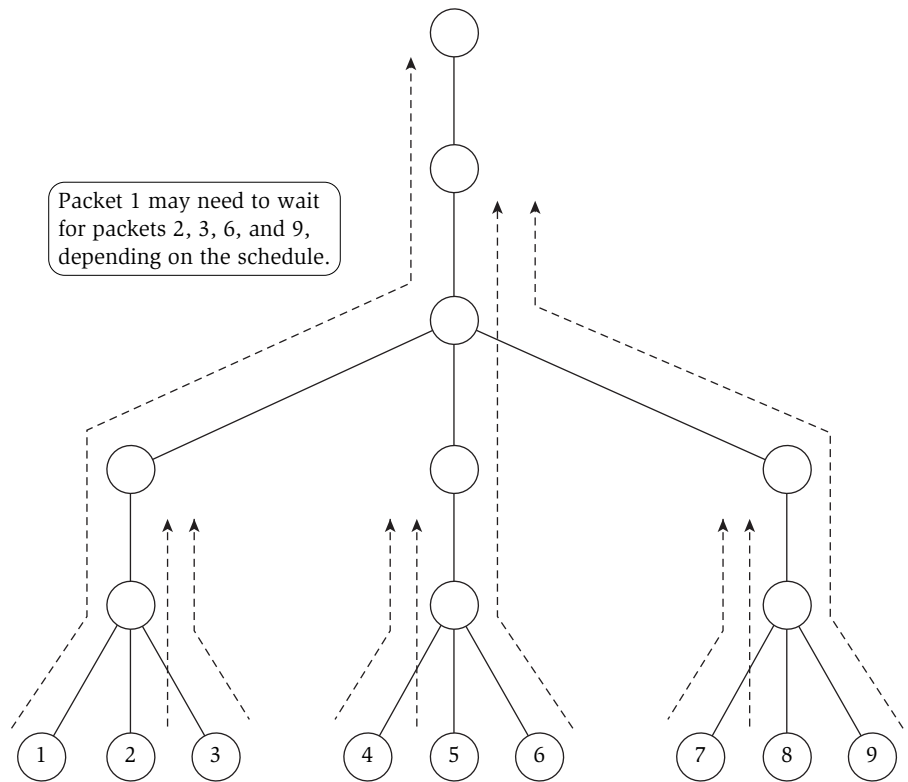 Packet 1 may need to wait
for packets 2, 3, 6, and 9,
depending on the schedule.
1 2 3 4 5 6 7 8 9